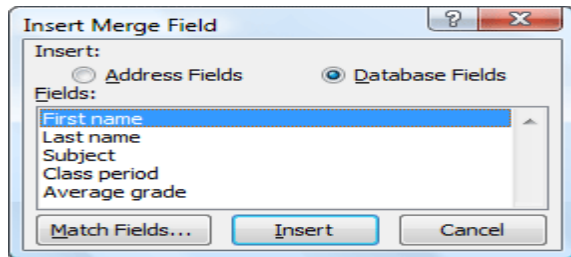 Insert Merge Field
Insert:
Address Fields Database Fields
Fields:
First name
Last name
Subject
Class period
Average grade
Match Fields... Insert Cancel